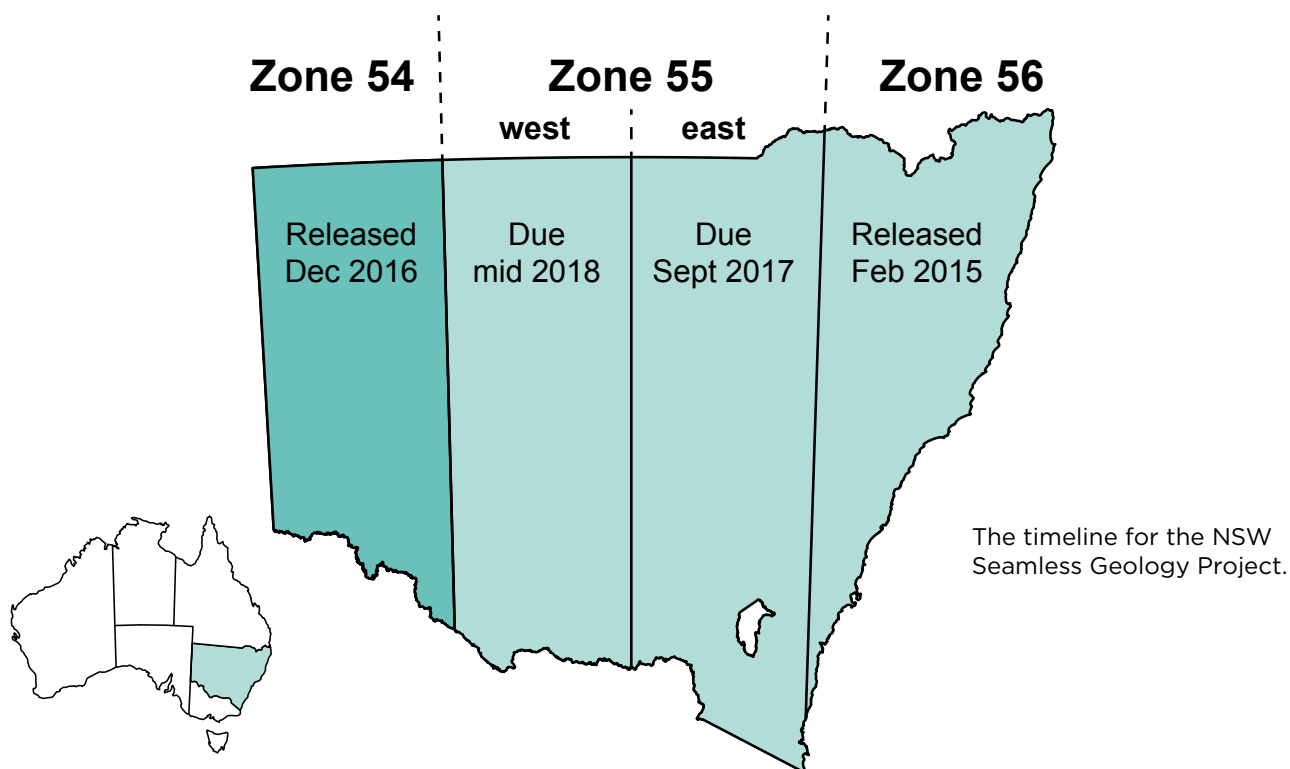 Zone 54
Zone 55
Zone 56
west
east
Released
Dec 2016
Due
mid 2018
Due
Sept 2017
Released
Feb 2015
The timeline for the NSW
Seamless Geology Project.